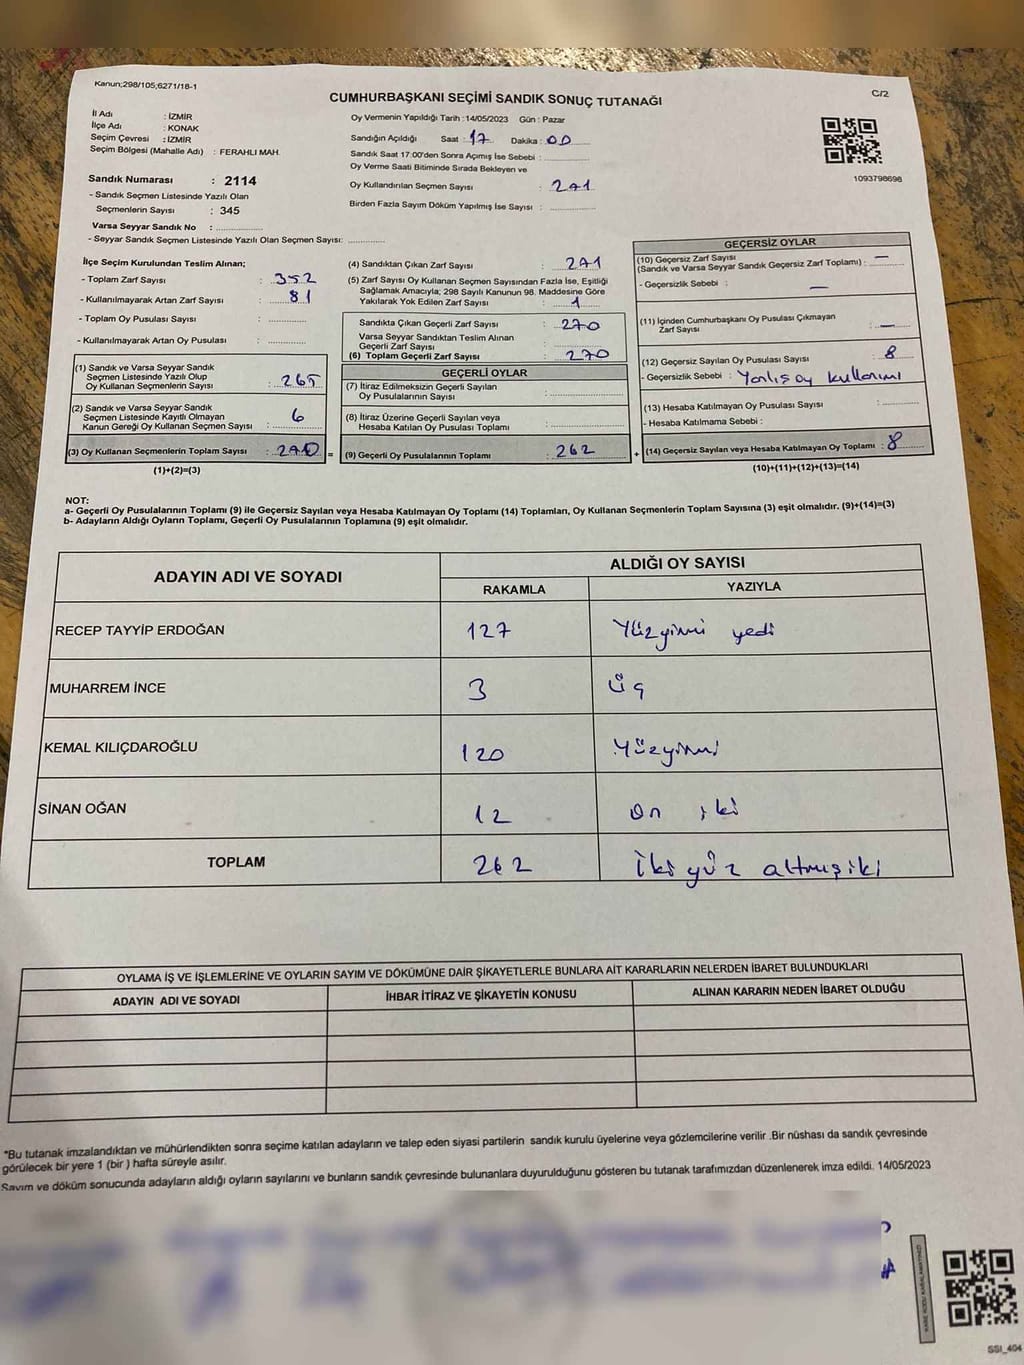 Kanun;298/105;6271/18-1
C/2
CUMHURBAŞKANI SEÇİMİ SANDIK SONUÇ TUTANAĞI
İl Adı : İZMİR
İlçe Adı : KONAK
Seçim Çevresi : İZMİR
Seçim Bölgesi (Mahalle Adı) : FERAHLI MAH.
Sandık Numarası : 2114
- Sandık Seçmen Listesinde Yazılı Olan
Seçmenlerin Sayısı : 345
Varsa Seyyar Sandık No :
- Seyyar Sandık Seçmen Listesinde Yazılı Olan Seçmen Sayısı:
Oy Vermenin Yapıldığı Tarih : 14/05/2023 Gün : Pazar
Sandığın Açıldığı Saat : 17 Dakika : 00
Sandık Saat 17:00'den Sonra Açımış İse Sebebi :
Oy Verme Saati Bitiminde Sırada Bekleyen ve
Oy Kullandırılan Seçmen Sayısı : 271
Birden Fazla Sayım Döküm Yapılmış İse Sayısı :
1093798698
İlçe Seçim Kurulundan Teslim Alınan;
- Toplam Zarf Sayısı : 352
- Kullanılmayarak Artan Zarf Sayısı : 81
- Toplam Oy Pusulası Sayısı :
- Kullanılmayarak Artan Oy Pusulası :
(1) Sandık ve Varsa Seyyar Sandık
Seçmen Listesinde Yazılı Olup
Oy Kullanan Seçmenlerin Sayısı : 265
(2) Sandık ve Varsa Seyyar Sandık
Seçmen Listesinde Kayıtlı Olmayan
Kanun Gereği Oy Kullanan Seçmen Sayısı : 6
(3) Oy Kullanan Seçmenlerin Toplam Sayısı : 270 =
(1)+(2)=(3)
(4) Sandıktan Çıkan Zarf Sayısı : 271
(5) Zarf Sayısı Oy Kullanan Seçmen Sayısından Fazla İse, Eşitliği
Sağlamak Amacıyla; 298 Sayılı Kanunun 98. Maddesine Göre
Yakılarak Yok Edilen Zarf Sayısı : 1
Sandıkta Çıkan Geçerli Zarf Sayısı : 270
Varsa Seyyar Sandıktan Teslim Alınan
Geçerli Zarf Sayısı :
(6) Toplam Geçerli Zarf Sayısı : 270
GEÇERLİ OYLAR
(7) İtiraz Edilmeksizin Geçerli Sayılan
Oy Pusulalarının Sayısı :
(8) İtiraz Üzerine Geçerli Sayılan veya
Hesaba Katılan Oy Pusulası Toplamı :
(9) Geçerli Oy Pusulalarının Toplamı : 262 +
GEÇERSİZ OYLAR
(10) Geçersiz Zarf Sayısı
(Sandık ve Varsa Seyyar Sandık Geçersiz Zarf Toplamı) : —
- Geçersizlik Sebebi : —
(11) İçinden Cumhurbaşkanı Oy Pusulası Çıkmayan
Zarf Sayısı : —
(12) Geçersiz Sayılan Oy Pusulası Sayısı : 8
- Geçersizlik Sebebi : Yanlış oy kullanımı
(13) Hesaba Katılmayan Oy Pusulası Sayısı :
- Hesaba Katılmama Sebebi :
(14) Geçersiz Sayılan veya Hesaba Katılmayan Oy Toplamı : 8
(10)+(11)+(12)+(13)=(14)
NOT:
a- Geçerli Oy Pusulalarının Toplamı (9) ile Geçersiz Sayılan veya Hesaba Katılmayan Oy Toplamı (14) Toplamları, Oy Kullanan Seçmenlerin Toplam Sayısına (3) eşit olmalıdır. (9)+(14)=(3)
b- Adayların Aldığı Oyların Toplamı, Geçerli Oy Pusulalarının Toplamına (9) eşit olmalıdır.
ADAYIN ADI VE SOYADI ALDIĞI OY SAYISI
RAKAMLA YAZIYLA
RECEP TAYYİP ERDOĞAN 127 Yüzyirmi yedi
MUHARREM İNCE 3 üç
KEMAL KILIÇDAROĞLU 120 Yüzyirmi
SİNAN OĞAN 12 on iki
TOPLAM 262 İki yüz altmışiki
OYLAMA İŞ VE İŞLEMLERİNE VE OYLARIN SAYIM VE DÖKÜMÜNE DAİR ŞİKAYETLERLE BUNLARA AİT KARARLARIN NELERDEN İBARET BULUNDUKLARI
ADAYIN ADI VE SOYADI İHBAR İTİRAZ VE ŞİKAYETİN KONUSU ALINAN KARARIN NEDEN İBARET OLDUĞU
*Bu tutanak imzalandıktan ve mühürlendikten sonra seçime katılan adayların ve talep eden siyasi partilerin sandık kurulu üyelerine veya gözlemcilerine verilir .Bir nüshası da sandık çevresinde
görülecek bir yere 1 (bir ) hafta süreyle asılır.
Sayım ve döküm sonucunda adayların aldığı oyların sayılarını ve bunların sandık çevresinde bulunanlara duyurulduğunu gösteren bu tutanak tarafımızdan düzenlenerek imza edildi. 14/05/2023
KARE KODU KARALAMAYINIZ!
SSI_404